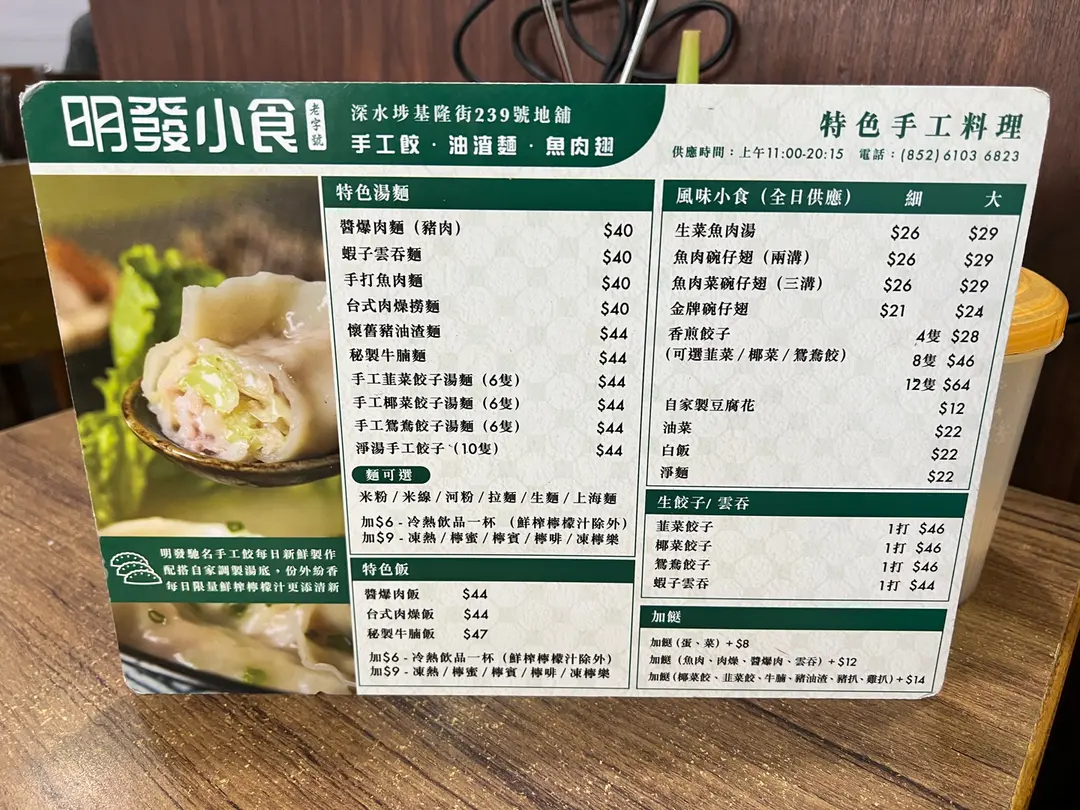 明發小食
老字號
深水埗基隆街239號地舖
手工餃·油渣麵·魚肉翅
特色手工料理
供應時間：上午11:00-20:15 電話：(852) 6103 6823
特色湯麵
醬爆肉麵（豬肉） $40
蝦子雲吞麵 $40
手打魚肉麵 $40
台式肉燥撈麵 $40
懷舊豬油渣麵 $44
秘製牛腩麵 $44
手工韮菜餃子湯麵（6隻） $44
手工椰菜餃子湯麵（6隻） $44
手工鴛鴦餃子湯麵（6隻） $44
淨湯手工餃子（10隻） $44
麵可選
米粉/米線/河粉/拉麵/生麵/上海麵
加$6 - 冷熱飲品一杯（鮮榨檸檬汁除外）
加$9 - 凍熱/檸蜜/檸賓/檸啡/凍檸樂
特色飯
醬爆肉飯 $44
台式肉燥飯 $44
秘製牛腩飯 $47
加$6 - 冷熱飲品一杯（鮮榨檸檬汁除外）
加$9 - 凍熱/檸蜜/檸賓/檸啡/凍檸樂
風味小食（全日供應） 細 大
生菜魚肉湯 $26 $29
魚肉碗仔翅（兩溝） $26 $29
魚肉菜碗仔翅（三溝） $26 $29
金牌碗仔翅 $21 $24
香煎餃子 4隻 $28
(可選韮菜/椰菜/鴛鴦餃) 8隻 $46
12隻 $64
自家製豆腐花 $12
油菜 $22
白飯 $22
淨麵 $22
生餃子/雲吞
韮菜餃子 1打 $46
椰菜餃子 1打 $46
鴛鴦餃子 1打 $46
蝦子雲吞 1打 $44
加餸
加餸（蛋、菜）+ $8
加餸（魚肉、肉燥、醬爆肉、雲吞）+ $12
加餸（椰菜餃、韮菜餃、牛腩、豬油渣、豬扒、雞扒）+ $14
明發馳名手工餃每日新鮮製作
配搭自家調製湯底，份外紛香
每日限量鮮榨檸檬汁更添清新